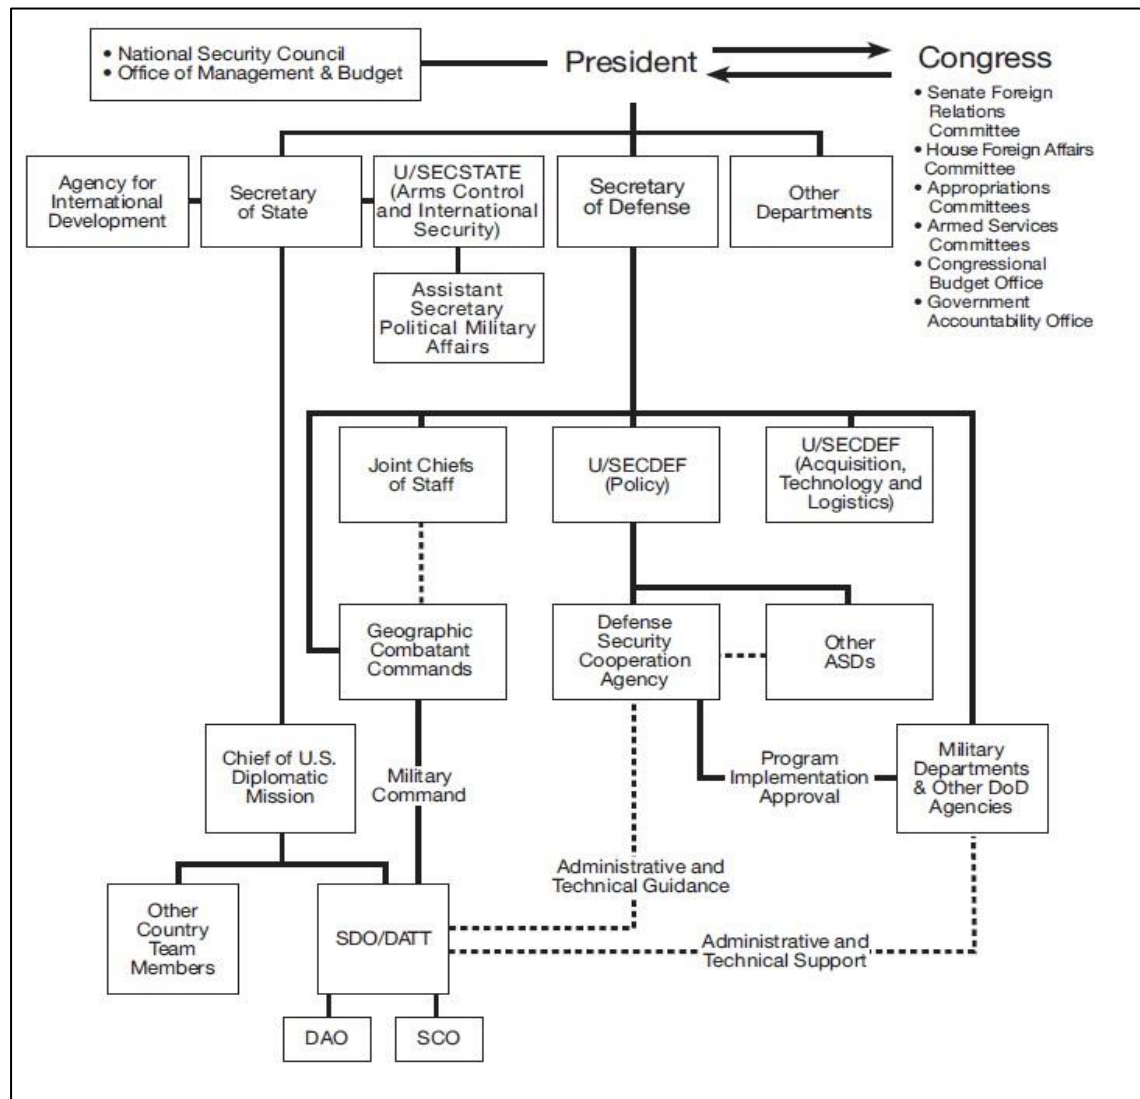 • National Security Council
• Office of Management & Budget
President
Congress
• Senate Foreign
Relations
Committee
• House Foreign Affairs
Committee
• Appropriations
Committees
• Armed Services
Committees
• Congressional
Budget Office
• Government
Accountability Office
Agency for
International
Development
Secretary
of State
U/SECSTATE
(Arms Control
and International
Security)
Secretary
of Defense
Other
Departments
Assistant
Secretary
Political Military
Affairs
Joint Chiefs
of Staff
U/SECDEF
(Policy)
U/SECDEF
(Acquisition,
Technology and
Logistics)
Geographic
Combatant
Commands
Defense
Security
Cooperation
Agency
Other
ASDs
Chief of U.S.
Diplomatic
Mission
Military
Command
Program
Implementation
Approval
Military
Departments
& Other DoD
Agencies
Administrative and
Technical Guidance
Other
Country
Team
Members
SDO/DATT
Administrative and
Technical Support
DAO
SCO